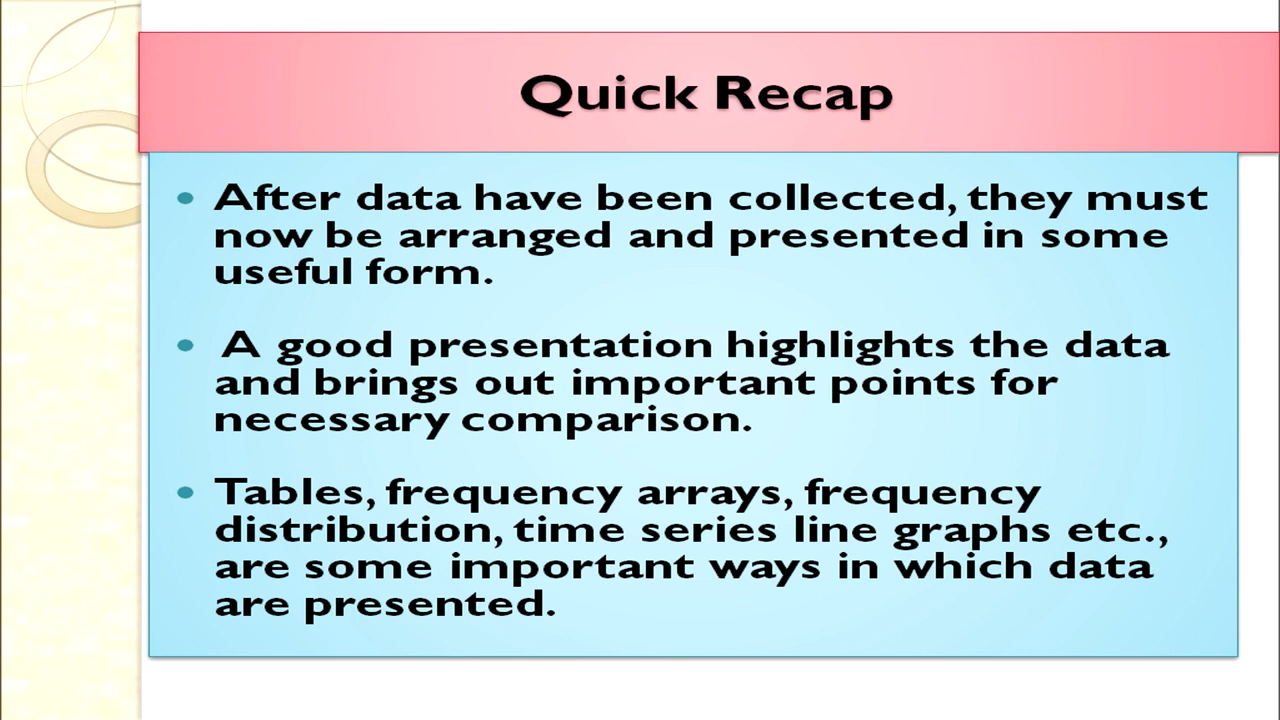 Quick Recap
• After data have been collected, they must
now be arranged and presented in some
useful form.
• A good presentation highlights the data
and brings out important points for
necessary comparison.
• Tables, frequency arrays, frequency
distribution, time series line graphs etc.,
are some important ways in which data
are presented.